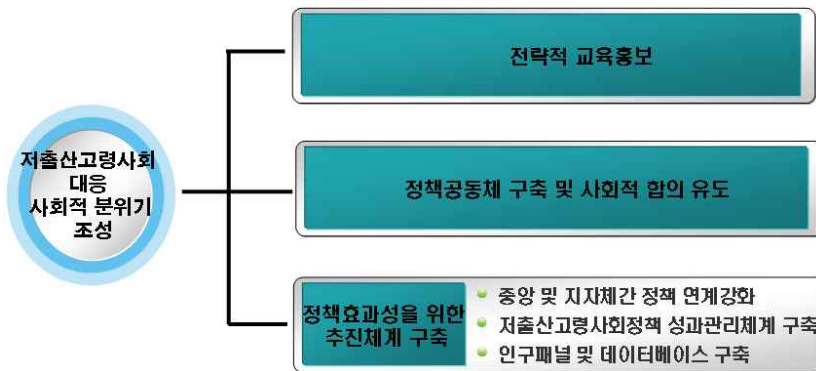 전략적 교육홍보
저출산고령사회
대응
사회적 분위기
조성
정책공동체 구축 및 사회적 합의 유도
정책효과성을 위한
추진체계 구축
중앙 및 지자체간 정책 연계강화
저출산고령사회정책 성과관리체계 구축
인구패널 및 데이터베이스 구축